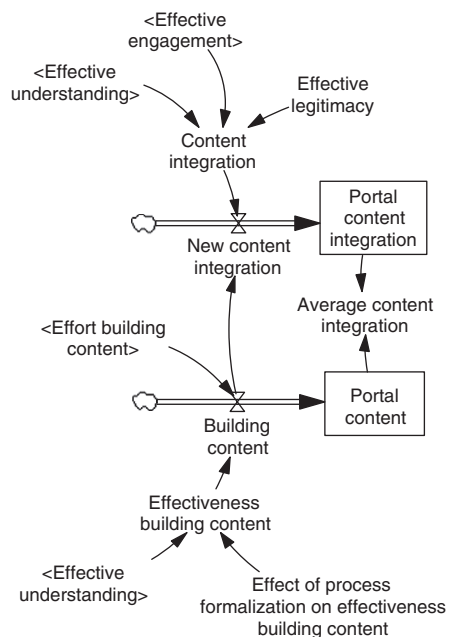 <Effective
engagement>
<Effective
understanding>
Effective
legitimacy
Content
integration
Portal
content
integration
New content
integration
Average content
integration
<Effort building
content>
Portal
content
Building
content
Effectiveness
building content
<Effective
understanding>
Effect of process
formalization on effectiveness
building content